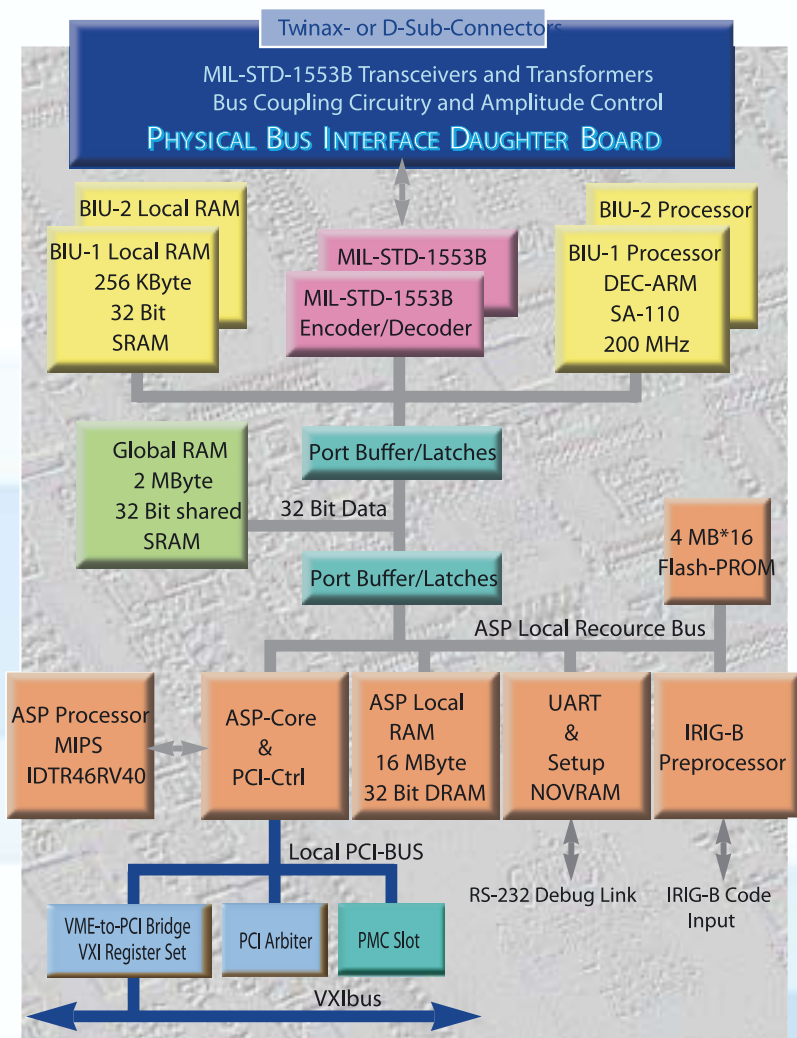 Twinax- or D-Sub-Connectors
MIL-STD-1553B Transceivers and Transformers
Bus Coupling Circuitry and Amplitude Control
PHYSICAL BUS INTERFACE DAUGHTER BOARD
BIU-2 Local RAM
BIU-1 Local RAM
256 KByte
32 Bit
SRAM
MIL-STD-1553B
MIL-STD-1553B
Encoder/Decoder
BIU-2 Processor
BIU-1 Processor
DEC-ARM
SA-110
200 MHz
Global RAM
2 MByte
32 Bit shared
SRAM
Port Buffer/Latches
32 Bit Data
Port Buffer/Latches
4 MB*16
Flash-PROM
ASP Local Recource Bus
ASP Processor
MIPS
IDTR46RV40
ASP-Core
&
PCI-Ctrl
ASP Local
RAM
16 MByte
32 Bit DRAM
UART
&
Setup
NOVRAM
IRIG-B
Preprocessor
Local PCI-BUS
RS-232 Debug Link
IRIG-B Code
Input
VME-to-PCI Bridge
VXI Register Set
PCI Arbiter
PMC Slot
VXIbus